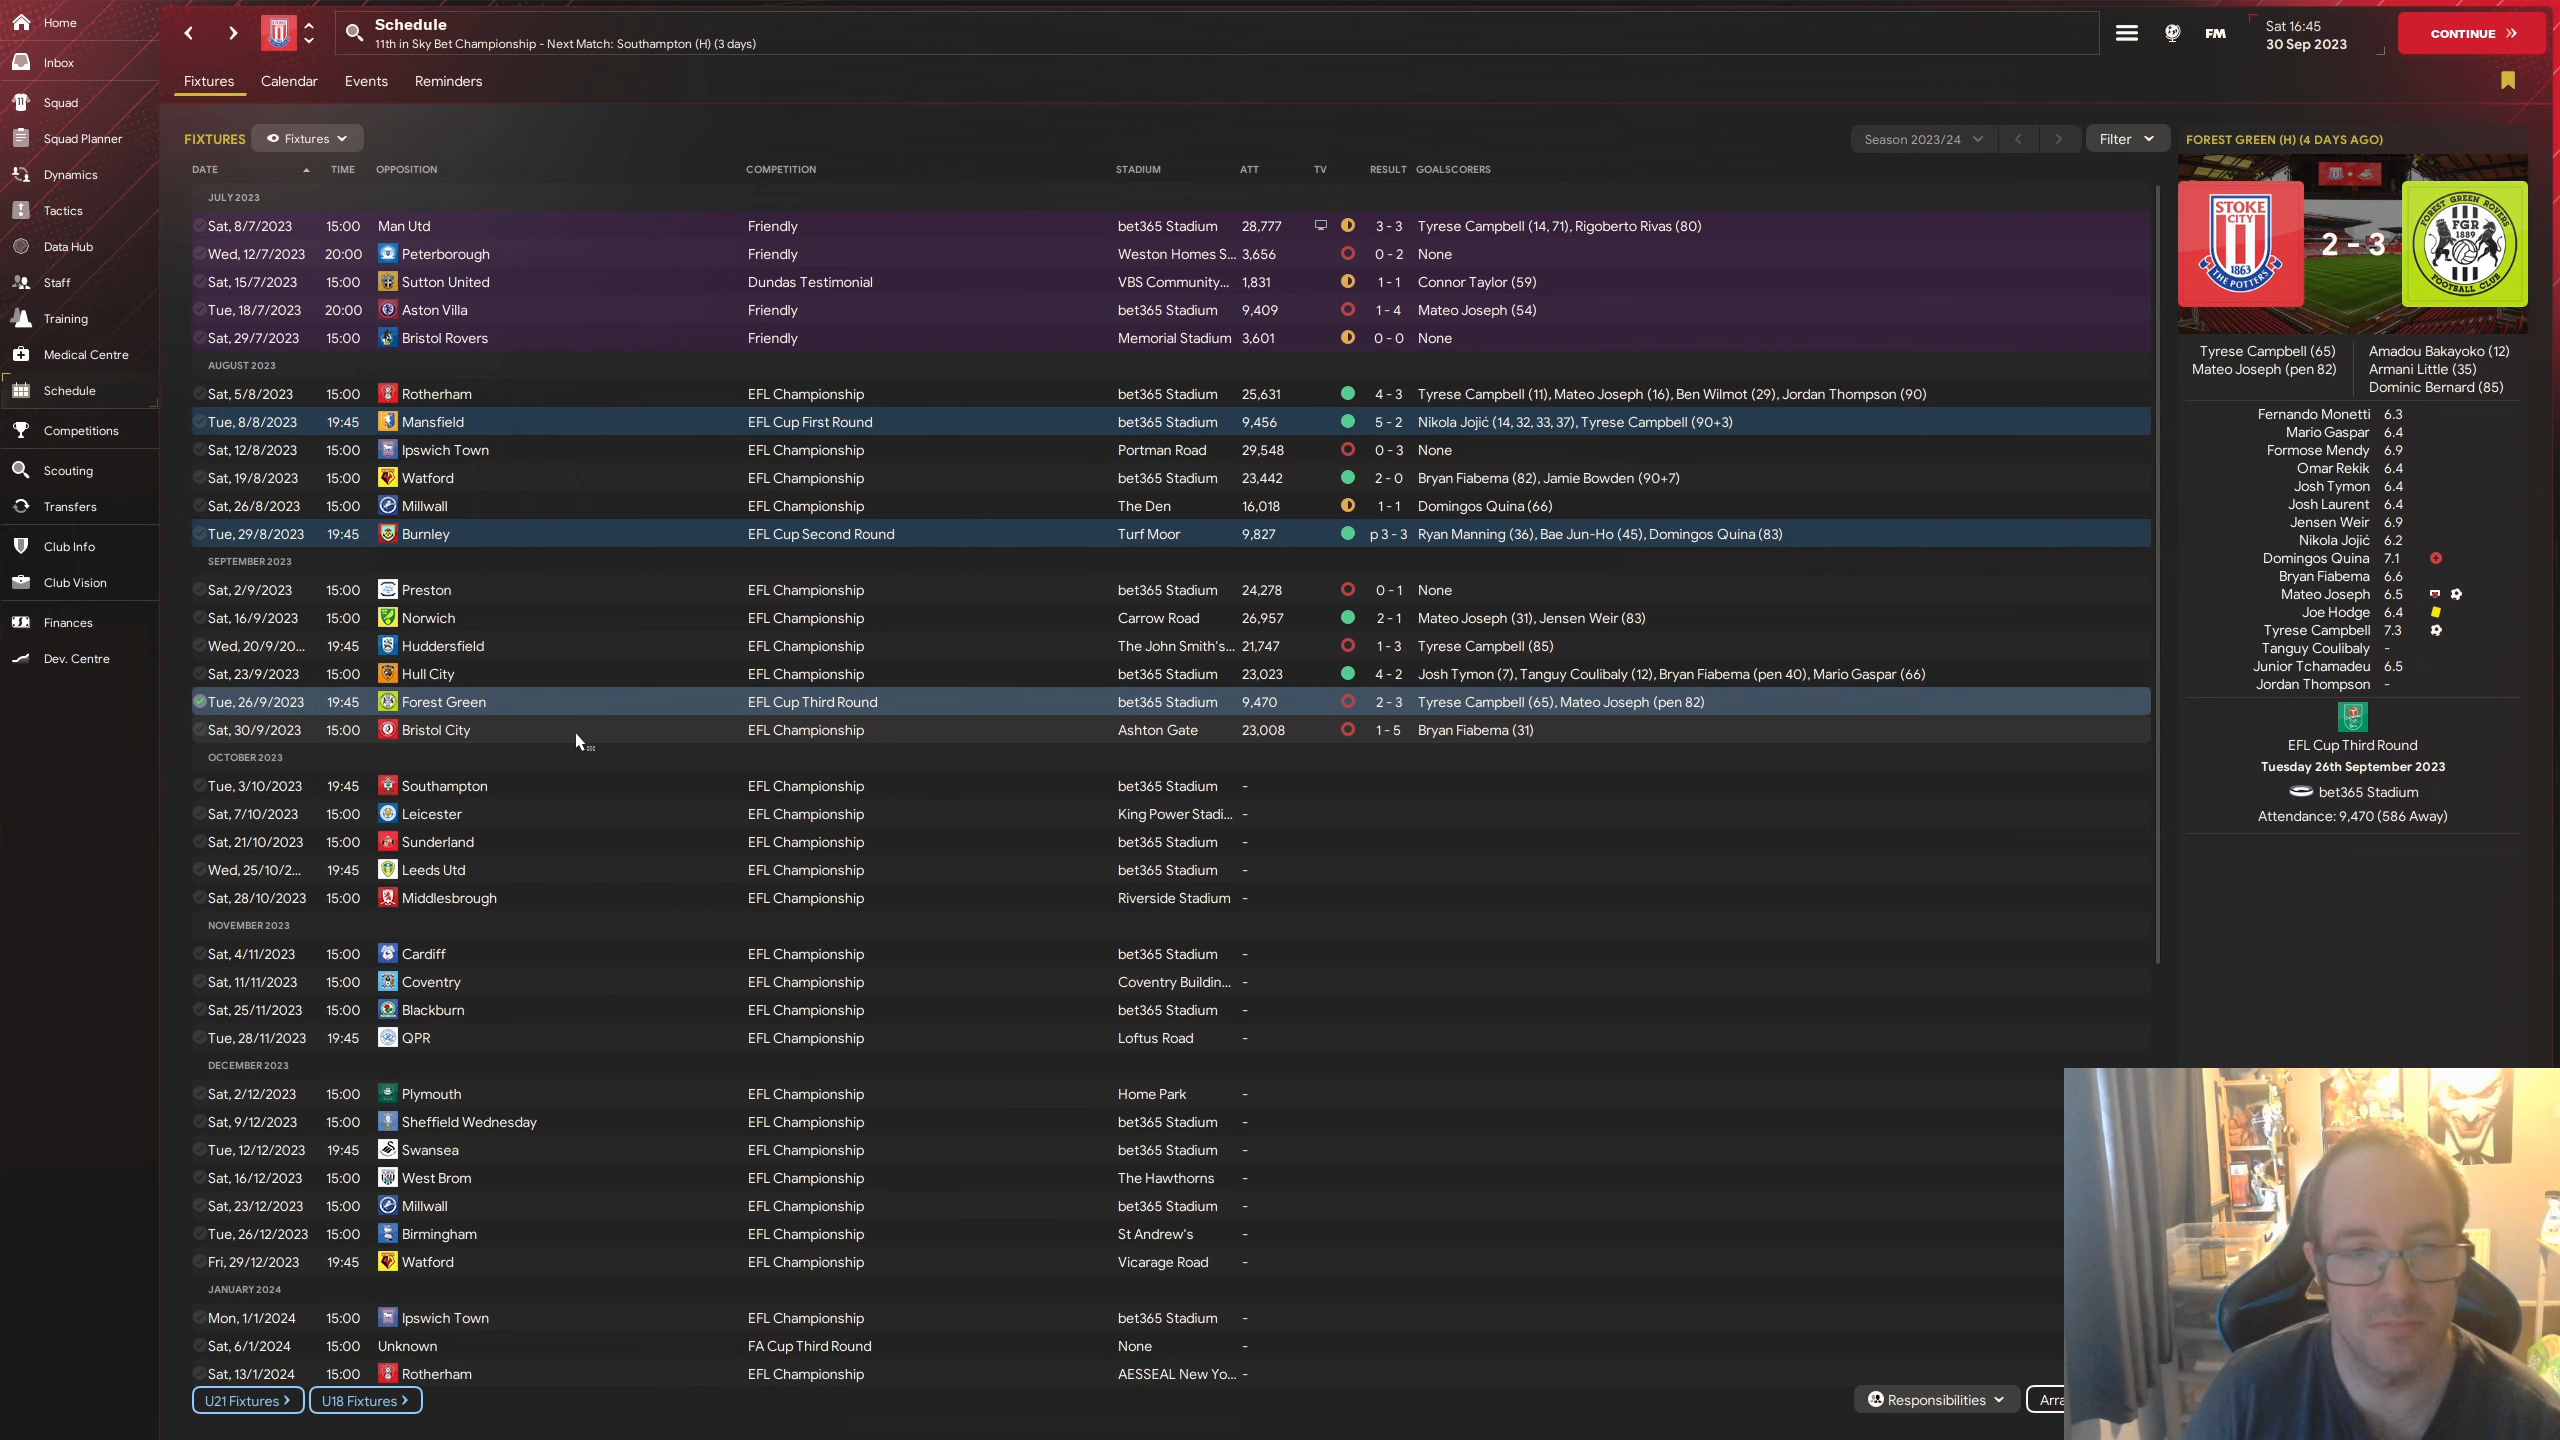 Home
Inbox
Squad
Squad Planner
Dynamics
Tactics
Data Hub
Staff
Training
Medical Centre
Schedule
Competitions
Scouting
Transfers
Club Info
Club Vision
Finances
Dev. Centre
Schedule
11th in Sky Bet Championship - Next Match: Southampton (H) (3 days)
FM
Sat 16:45
30 Sep 2023
CONTINUE
Fixtures Calendar Events Reminders
FIXTURES Fixtures Season 2023/24 Filter
DATE TIME OPPOSITION COMPETITION STADIUM ATT TV RESULT GOALSCORERS
JULY 2023
Sat, 8/7/2023 15:00 Man Utd Friendly bet365 Stadium 28,777 3 - 3 Tyrese Campbell (14, 71), Rigoberto Rivas (80)
Wed, 12/7/2023 20:00 Peterborough Friendly Weston Homes S... 3,656 0 - 2 None
Sat, 15/7/2023 15:00 Sutton United Dundas Testimonial VBS Community... 1,831 1 - 1 Connor Taylor (59)
Tue, 18/7/2023 20:00 Aston Villa Friendly bet365 Stadium 9,409 1 - 4 Mateo Joseph (54)
Sat, 29/7/2023 15:00 Bristol Rovers Friendly Memorial Stadium 3,601 0 - 0 None
AUGUST 2023
Sat, 5/8/2023 15:00 Rotherham EFL Championship bet365 Stadium 25,631 4 - 3 Tyrese Campbell (11), Mateo Joseph (16), Ben Wilmot (29), Jordan Thompson (90)
Tue, 8/8/2023 19:45 Mansfield EFL Cup First Round bet365 Stadium 9,456 5 - 2 Nikola Jojić (14, 32, 33, 37), Tyrese Campbell (90+3)
Sat, 12/8/2023 15:00 Ipswich Town EFL Championship Portman Road 29,548 0 - 3 None
Sat, 19/8/2023 15:00 Watford EFL Championship bet365 Stadium 23,442 2 - 0 Bryan Fiabema (82), Jamie Bowden (90+7)
Sat, 26/8/2023 15:00 Millwall EFL Championship The Den 16,018 1 - 1 Domingos Quina (66)
Tue, 29/8/2023 19:45 Burnley EFL Cup Second Round Turf Moor 9,827 p 3 - 3 Ryan Manning (36), Bae Jun-Ho (45), Domingos Quina (83)
SEPTEMBER 2023
Sat, 2/9/2023 15:00 Preston EFL Championship bet365 Stadium 24,278 0 - 1 None
Sat, 16/9/2023 15:00 Norwich EFL Championship Carrow Road 26,957 2 - 1 Mateo Joseph (31), Jensen Weir (83)
Wed, 20/9/20... 19:45 Huddersfield EFL Championship The John Smith's... 21,747 1 - 3 Tyrese Campbell (85)
Sat, 23/9/2023 15:00 Hull City EFL Championship bet365 Stadium 23,023 4 - 2 Josh Tymon (7), Tanguy Coulibaly (12), Bryan Fiabema (pen 40), Mario Gaspar (66)
Tue, 26/9/2023 19:45 Forest Green EFL Cup Third Round bet365 Stadium 9,470 2 - 3 Tyrese Campbell (65), Mateo Joseph (pen 82)
Sat, 30/9/2023 15:00 Bristol City EFL Championship Ashton Gate 23,008 1 - 5 Bryan Fiabema (31)
OCTOBER 2023
Tue, 3/10/2023 19:45 Southampton EFL Championship bet365 Stadium -
Sat, 7/10/2023 15:00 Leicester EFL Championship King Power Stadi... -
Sat, 21/10/2023 15:00 Sunderland EFL Championship bet365 Stadium -
Wed, 25/10/2... 19:45 Leeds Utd EFL Championship bet365 Stadium -
Sat, 28/10/2023 15:00 Middlesbrough EFL Championship Riverside Stadium -
NOVEMBER 2023
Sat, 4/11/2023 15:00 Cardiff EFL Championship bet365 Stadium -
Sat, 11/11/2023 15:00 Coventry EFL Championship Coventry Buildin... -
Sat, 25/11/2023 15:00 Blackburn EFL Championship bet365 Stadium -
Tue, 28/11/2023 19:45 QPR EFL Championship Loftus Road -
DECEMBER 2023
Sat, 2/12/2023 15:00 Plymouth EFL Championship Home Park -
Sat, 9/12/2023 15:00 Sheffield Wednesday EFL Championship bet365 Stadium -
Tue, 12/12/2023 19:45 Swansea EFL Championship bet365 Stadium -
Sat, 16/12/2023 15:00 West Brom EFL Championship The Hawthorns -
Sat, 23/12/2023 15:00 Millwall EFL Championship bet365 Stadium -
Tue, 26/12/2023 15:00 Birmingham EFL Championship St Andrew's -
Fri, 29/12/2023 19:45 Watford EFL Championship Vicarage Road -
JANUARY 2024
Mon, 1/1/2024 15:00 Ipswich Town EFL Championship bet365 Stadium -
Sat, 6/1/2024 15:00 Unknown FA Cup Third Round None -
Sat, 13/1/2024 15:00 Rotherham EFL Championship AESSEAL New Yo... -
U21 Fixtures U18 Fixtures Responsibilities Arra
FOREST GREEN (H) (4 DAYS AGO)
STOKE CITY
1863
THE POTTERS
2 - 3
FOREST GREEN ROVERS
FGR
1889
FOOTBALL CLUB
Tyrese Campbell (65) Amadou Bakayoko (12)
Mateo Joseph (pen 82) Armani Little (35)
Dominic Bernard (85)
Fernando Monetti 6.3
Mario Gaspar 6.4
Formose Mendy 6.9
Omar Rekik 6.4
Josh Tymon 6.4
Josh Laurent 6.4
Jensen Weir 6.9
Nikola Jojić 6.2
Domingos Quina 7.1
Bryan Fiabema 6.6
Mateo Joseph 6.5
Joe Hodge 6.4
Tyrese Campbell 7.3
Tanguy Coulibaly -
Junior Tchamadeu 6.5
Jordan Thompson -
EFL Cup Third Round
Tuesday 26th September 2023
bet365 Stadium
Attendance: 9,470 (586 Away)